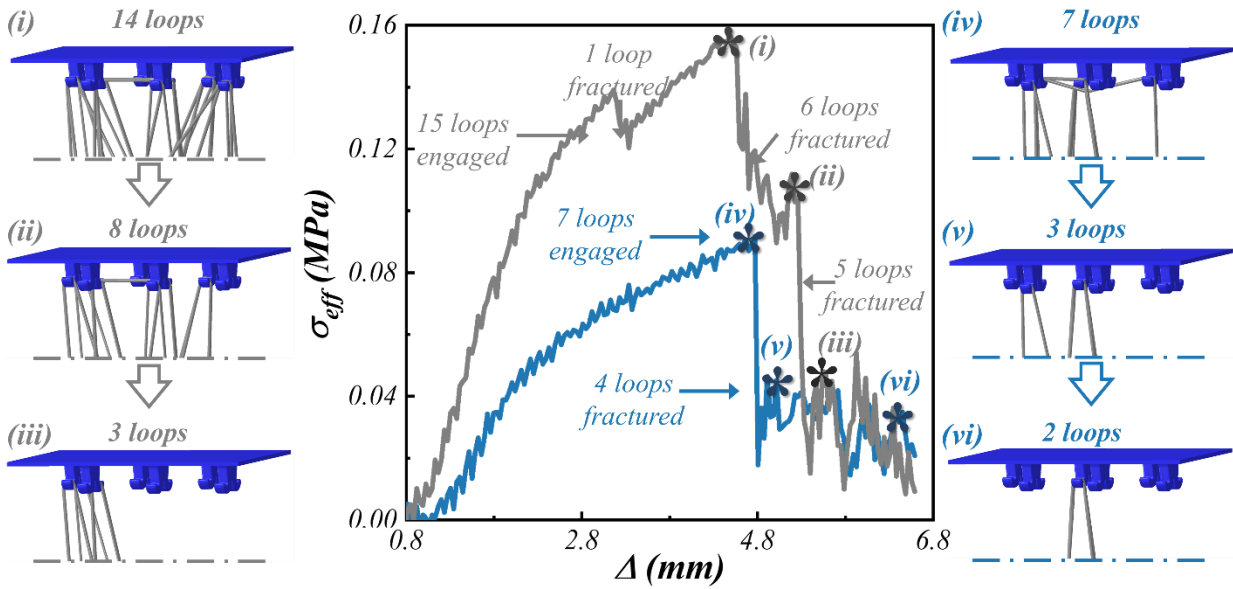 (i)
14 loops
(ii)
8 loops
(iii)
3 loops
0.16
0.12
0.08
0.04
0.00
σeff (MPa)
0.8
2.8
4.8
6.8
Δ (mm)
1 loop
fractured
(i)
15 loops
engaged
6 loops
fractured
(ii)
7 loops
engaged
(iv)
5 loops
fractured
(v)
(iii)
4 loops
fractured
(vi)
(iv)
7 loops
(v)
3 loops
(vi)
2 loops